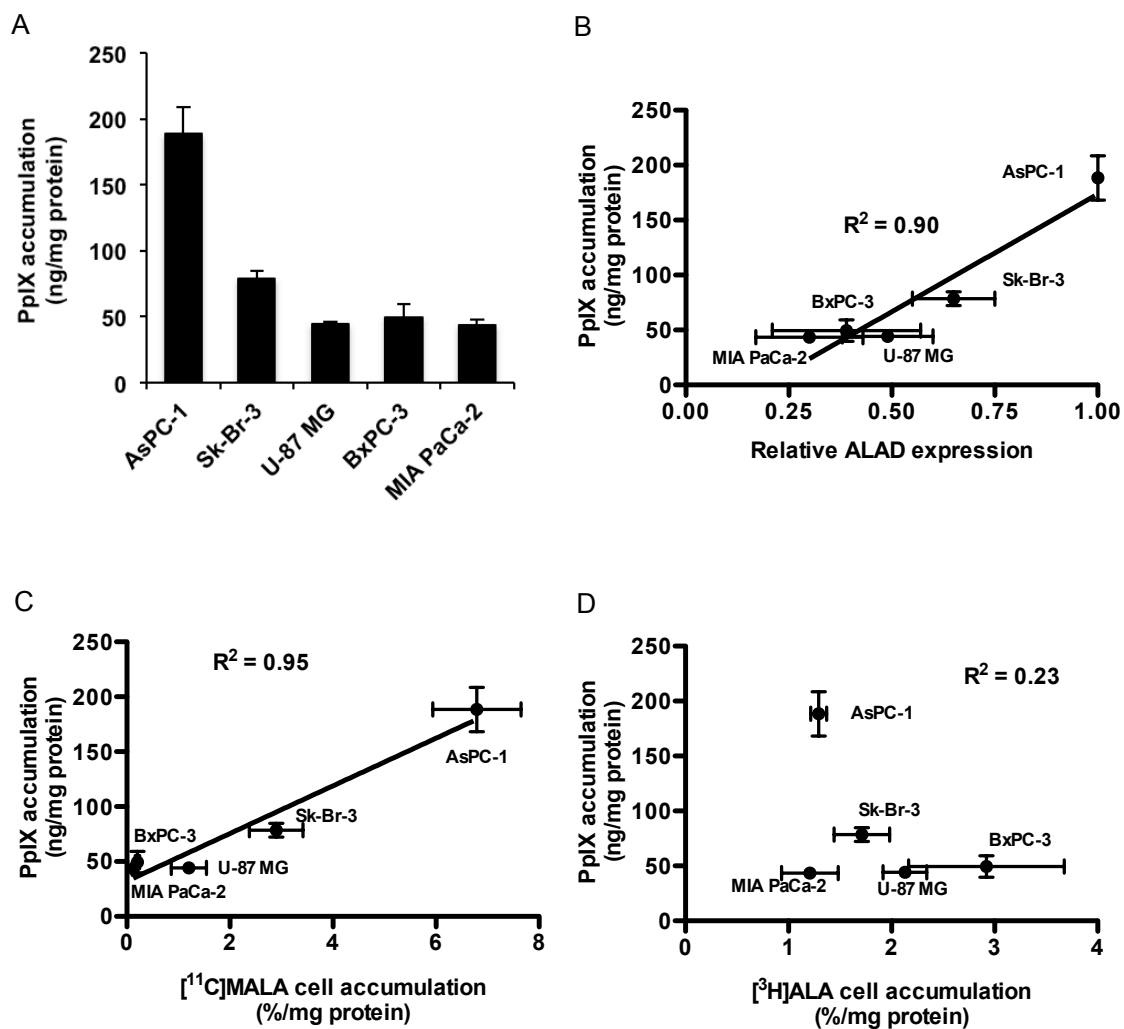 A
PpIX accumulation
(ng/mg protein)
250
200
150
100
50
0
AsPC-1
Sk-Br-3
U-87 MG
BxPC-3
MIA PaCa-2
B
PpIX accumulation
(ng/mg protein)
250
200
150
100
50
0
R² = 0.90
AsPC-1
Sk-Br-3
BxPC-3
MIA PaCa-2
U-87 MG
0.00
0.25
0.50
0.75
1.00
Relative ALAD expression
C
PpIX accumulation
(ng/mg protein)
250
200
150
100
50
0
R² = 0.95
AsPC-1
Sk-Br-3
BxPC-3
U-87 MG
MIA PaCa-2
0
2
4
6
8
[¹¹C]MALA cell accumulation
(%/mg protein)
D
PpIX accumulation
(ng/mg protein)
250
200
150
100
50
0
R² = 0.23
AsPC-1
Sk-Br-3
BxPC-3
MIA PaCa-2
U-87 MG
0
1
2
3
4
[³H]ALA cell accumulation
(%/mg protein)